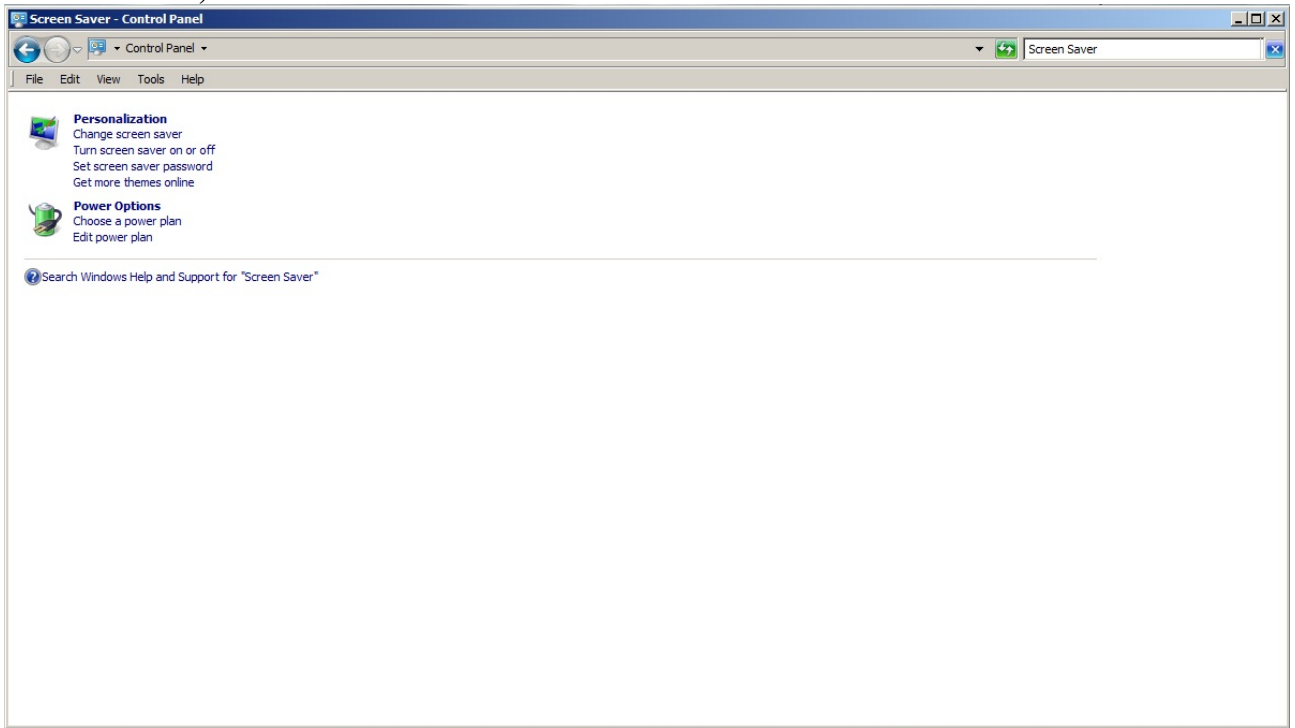 Screen Saver - Control Panel
Control Panel
Screen Saver
File Edit View Tools Help
Personalization
Change screen saver
Turn screen saver on or off
Set screen saver password
Get more themes online
Power Options
Choose a power plan
Edit power plan
Search Windows Help and Support for "Screen Saver"